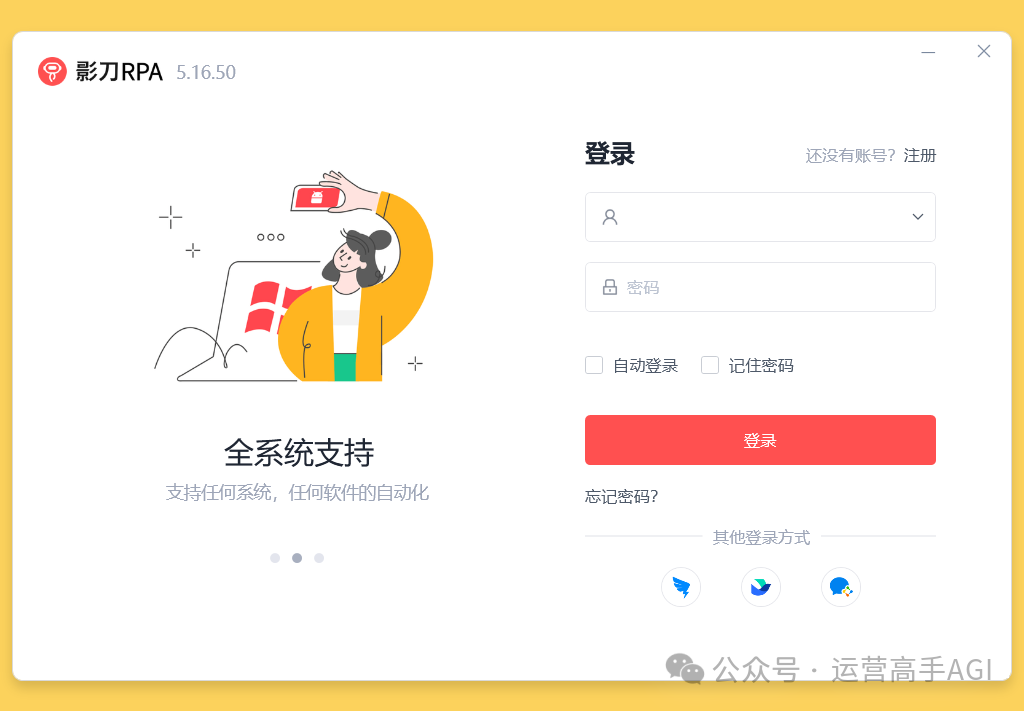 影刀RPA 5.16.50
登录
还没有账号? 注册
密码
自动登录 记住密码
登录
忘记密码?
其他登录方式
全系统支持
支持任何系统，任何软件的自动化
公众号 · 运营高手AGI